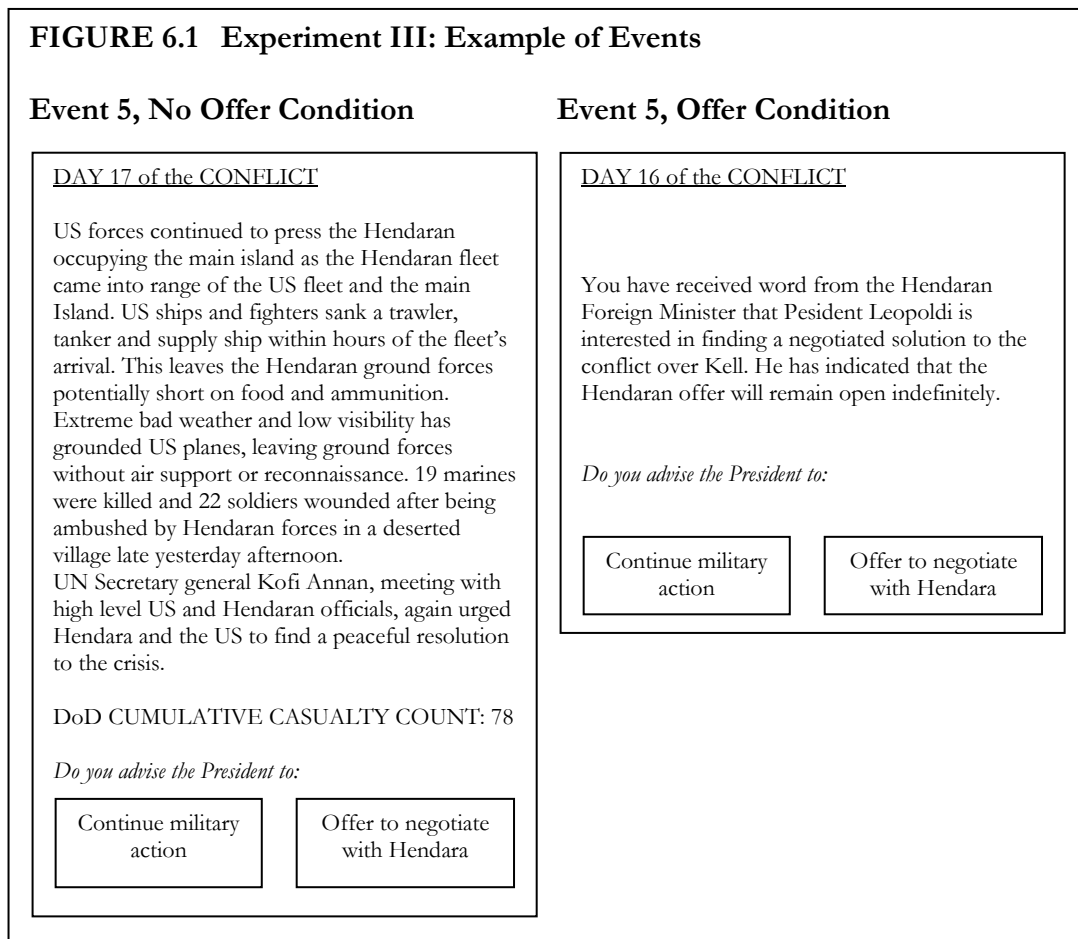 FIGURE 6.1 Experiment III: Example of Events
Event 5, No Offer Condition
DAY 17 of the CONFLICT
US forces continued to press the Hendaran
occupying the main island as the Hendaran fleet
came into range of the US fleet and the main
Island. US ships and fighters sank a trawler,
tanker and supply ship within hours of the fleet's
arrival. This leaves the Hendaran ground forces
potentially short on food and ammunition.
Extreme bad weather and low visibility has
grounded US planes, leaving ground forces
without air support or reconnaissance. 19 marines
were killed and 22 soldiers wounded after being
ambushed by Hendaran forces in a deserted
village late yesterday afternoon.
UN Secretary general Kofi Annan, meeting with
high level US and Hendaran officials, again urged
Hendara and the US to find a peaceful resolution
to the crisis.
DoD CUMULATIVE CASUALTY COUNT: 78
Do you advise the President to:
Continue military
action
Offer to negotiate
with Hendara
Event 5, Offer Condition
DAY 16 of the CONFLICT
You have received word from the Hendaran
Foreign Minister that Pesident Leopoldi is
interested in finding a negotiated solution to the
conflict over Kell. He has indicated that the
Hendaran offer will remain open indefinitely.
Do you advise the President to:
Continue military
action
Offer to negotiate
with Hendara